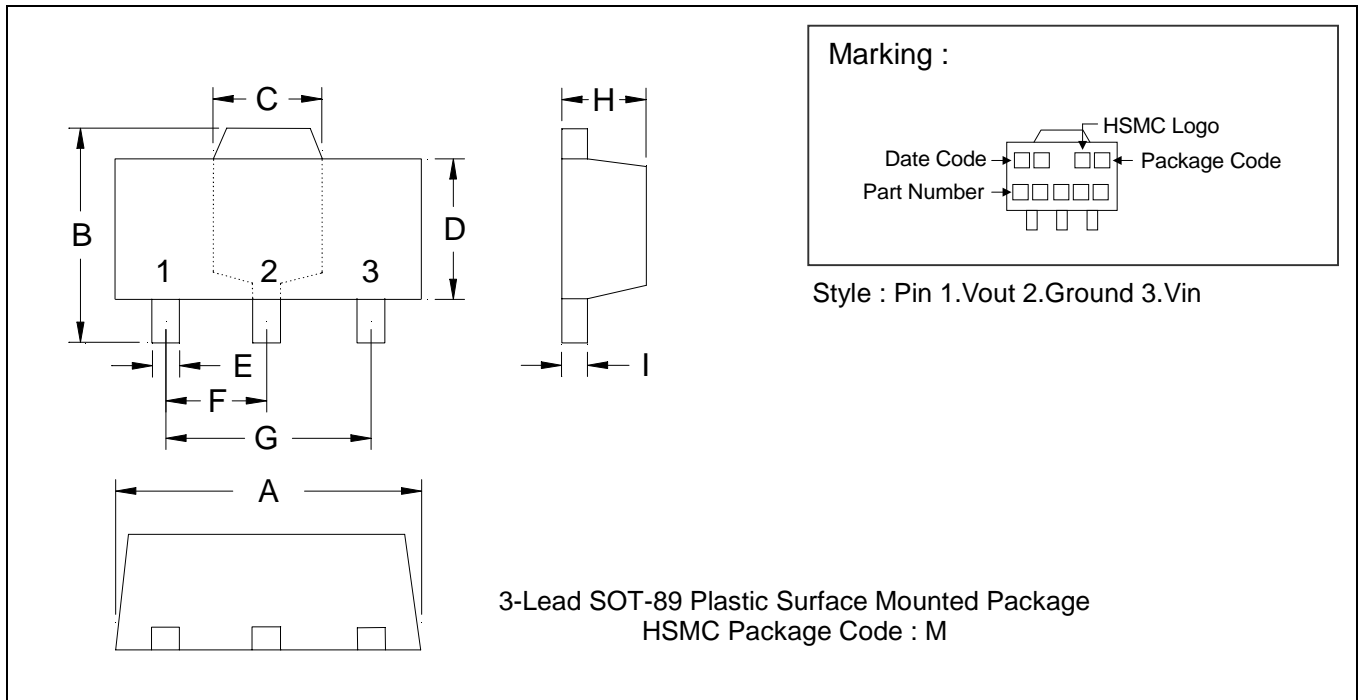 Marking :
HSMC Logo
Date Code
Package Code
Part Number
Style : Pin 1.Vout 2.Ground 3.Vin
C
H
B
D
1 2 3
E
I
F
G
A
3-Lead SOT-89 Plastic Surface Mounted Package
HSMC Package Code : M